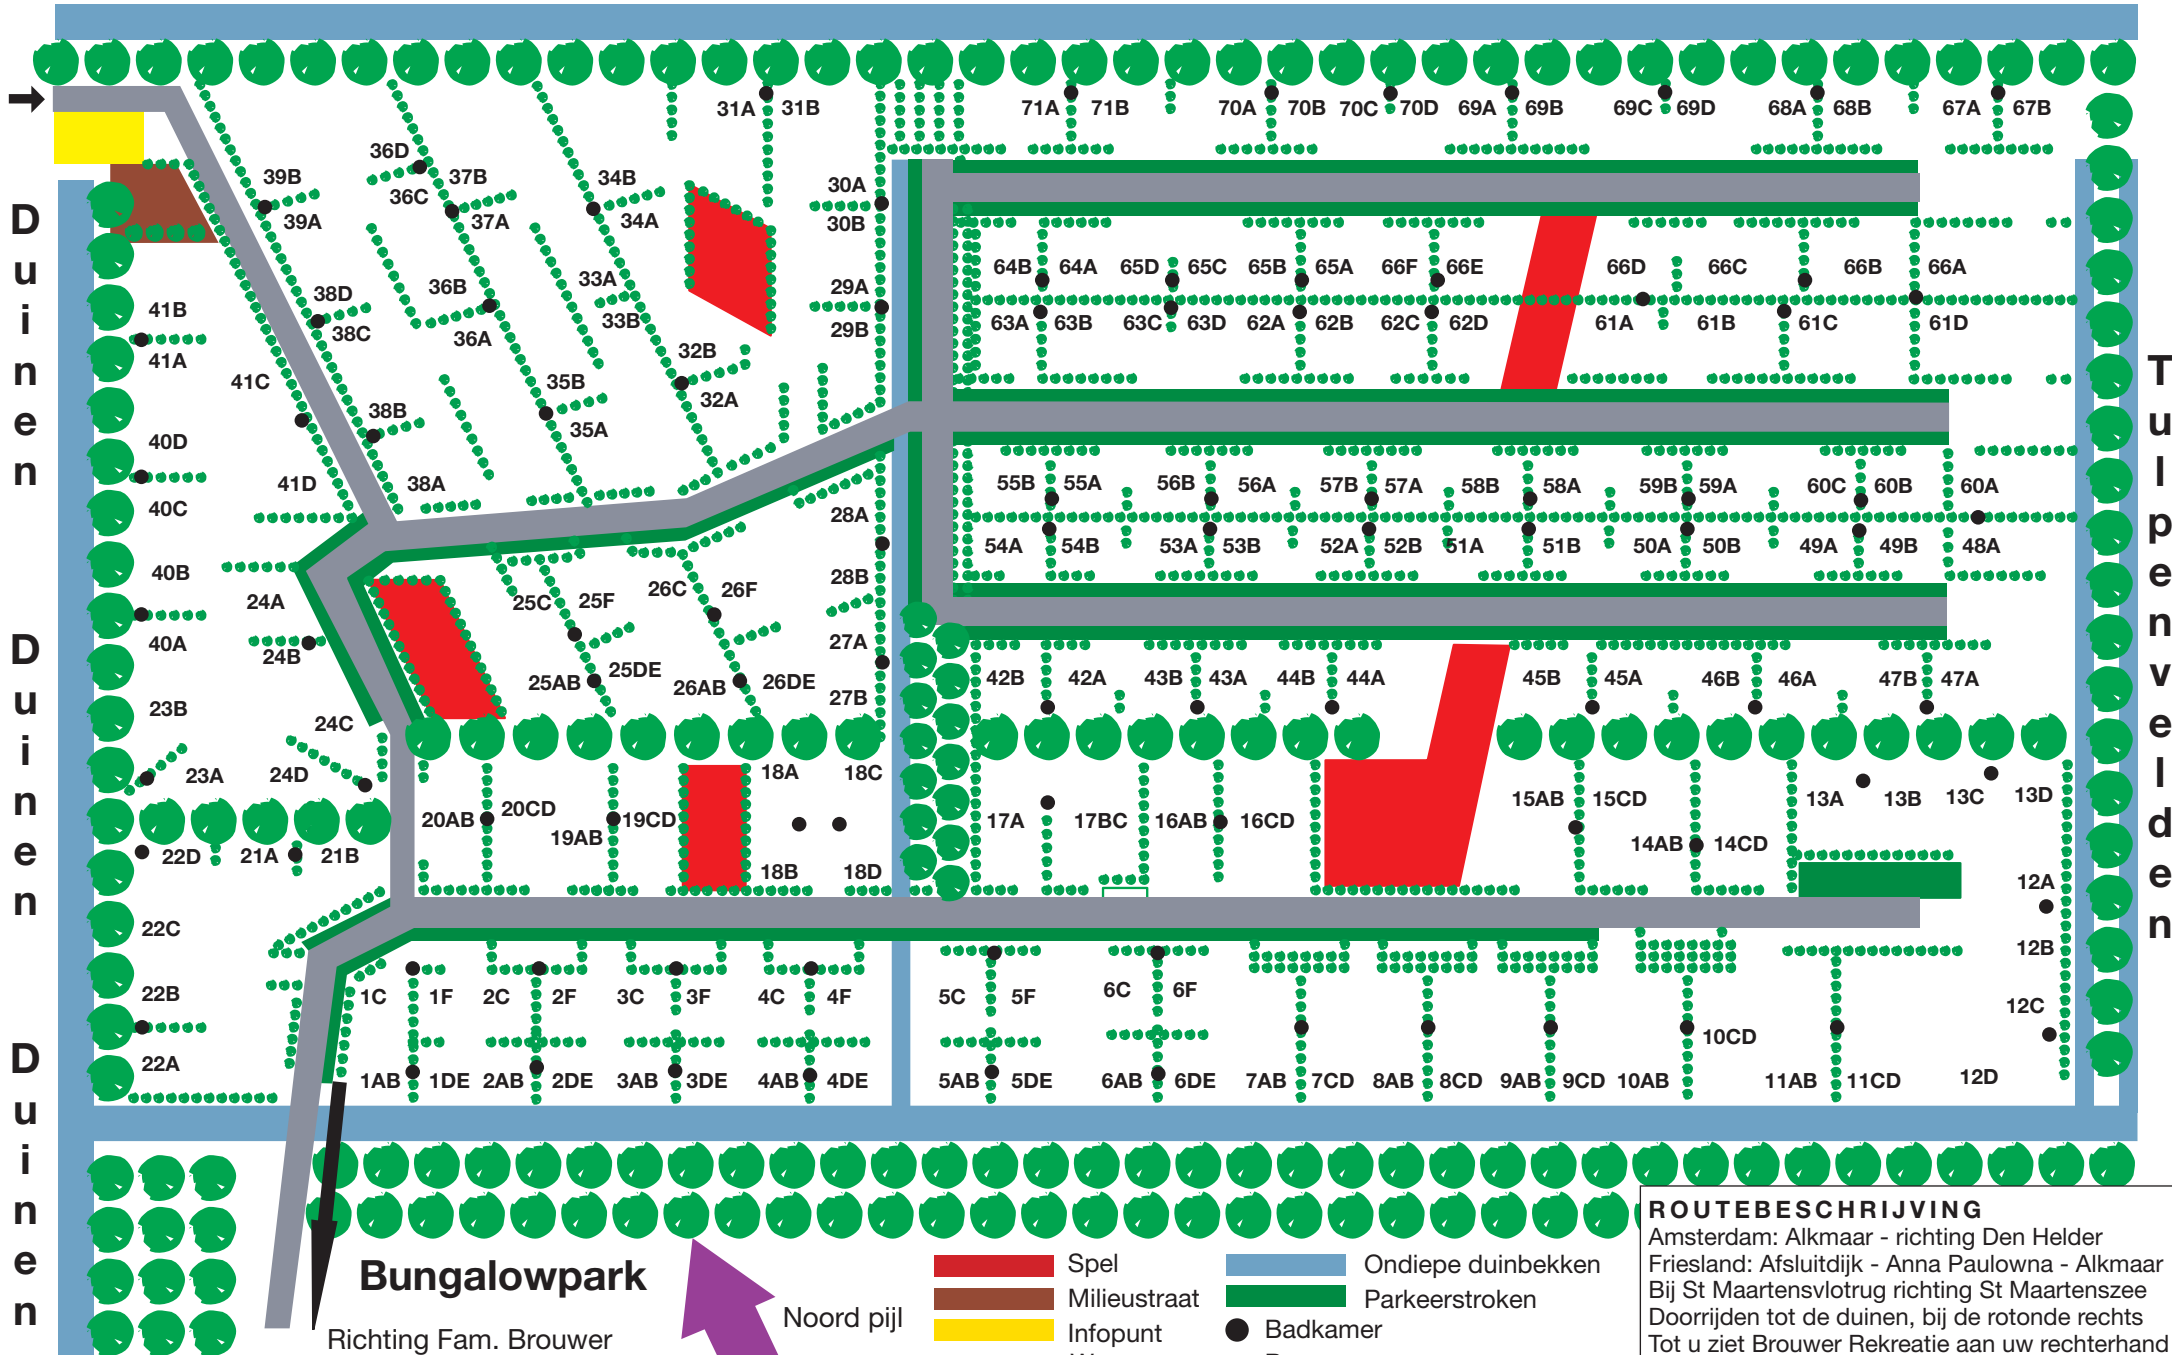 31A 31B 71A 71B 70A 70B 70C 70D 69A 69B 69C 69D 68A 68B 67A 67B
36D
39B 37B 34B 30A
36C
39A 37A 34A 30B
64B 64A 65D 65C 65B 65A 66F 66E 66D 66C 66B 66A
33A
38D 36B 29A
41B
38C 33B 29B
63A 63B 63C 63D 62A 62B 62C 62D 61A 61B 61C 61D
36A
41A 32B
41C 35B
32A
38B 35A
40D
41D 38A
55B 55A 56B 56A 57B 57A 58B 58A 59B 59A 60C 60B 60A
40C 28A
54A 54B 53A 53B 52A 52B 51A 51B 50A 50B 49A 49B 48A
40B 28B
24A 25C 25F 26C 26F
40A 24B 27A
25AB 25DE 26AB 26DE
42B 42A 43B 43A 44B 44A 45B 45A 46B 46A 47B 47A
23B 27B
24C
23A 24D 18A 18C
20AB 20CD 19AB 19CD
17A 17BC 16AB 16CD 15AB 15CD 13A 13B 13C 13D
14AB 14CD
22D 21A 21B 18B 18D
12A
22C
12B
22B 1C 1F 2C 2F 3C 3F 4C 4F 5C 5F 6C 6F
12C
10CD
22A
1AB 1DE 2AB 2DE 3AB 3DE 4AB 4DE 5AB 5DE 6AB 6DE 7AB 7CD 8AB 8CD 9AB 9CD 10AB 11AB 11CD 12D
Duinen
Duinen
Duinen
Tulpenvelden
Bungalowpark
Richting Fam. Brouwer
Noord pijl
Spel
Milieustraat
Infopunt
Ondiepe duinbekken
Parkeerstroken
Badkamer
ROUTEBESCHRIJVING
Amsterdam: Alkmaar - richting Den Helder
Friesland: Afsluitdijk - Anna Paulowna - Alkmaar
Bij St Maartensvlotrug richting St Maartenszee
Doorrijden tot de duinen, bij de rotonde rechts
Tot u ziet Brouwer Rekreatie aan uw rechterhand